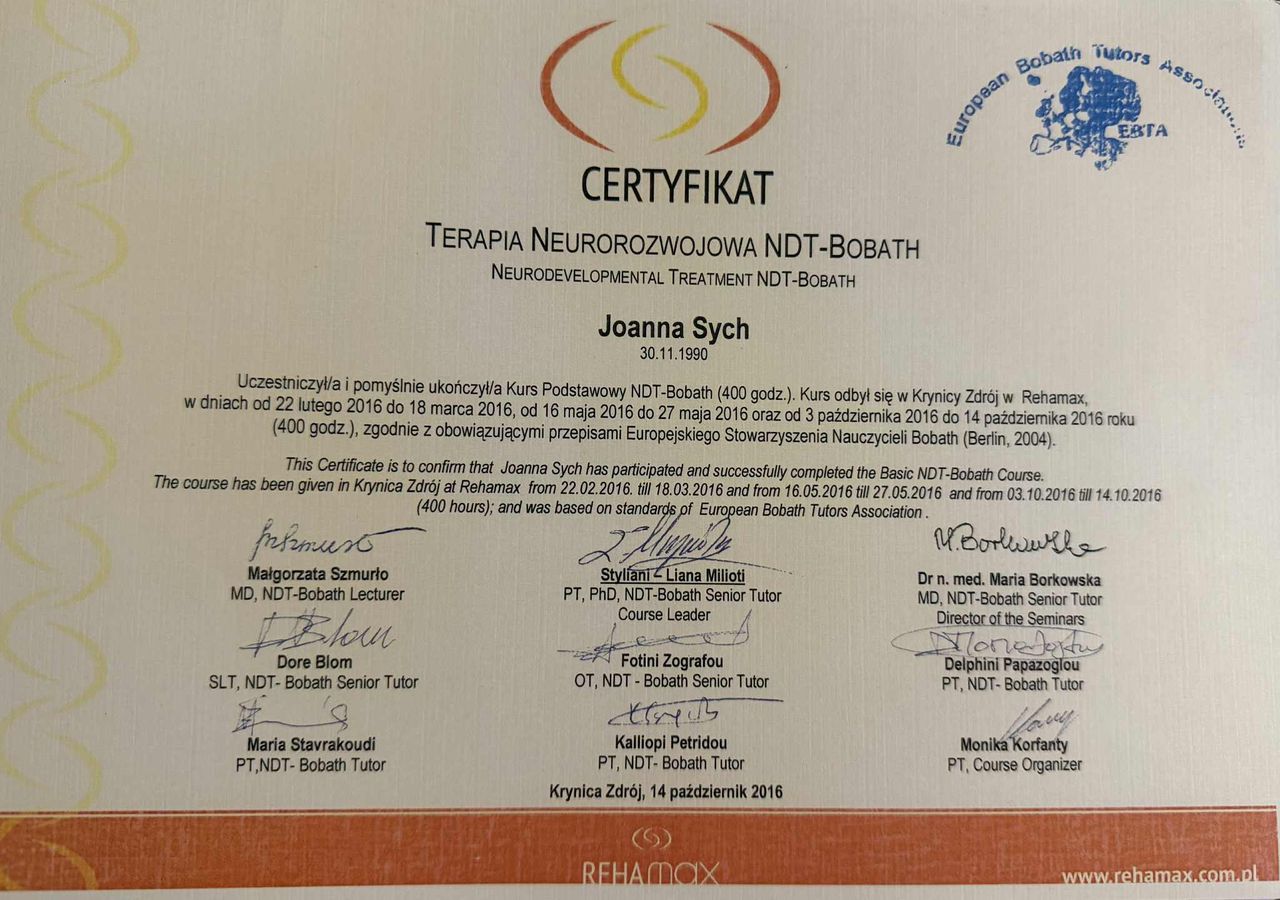 European Bobath Tutors
EBTA
CERTYFIKAT
TERAPIA NEUROROZWOJOWA NDT-BOBATH
NEURODEVELOPMENTAL TREATMENT NDT-BOBATH
Joanna Sych
30.11.1990
Uczestniczył/a i pomyślnie ukończył/a Kurs Podstawowy NDT-Bobath (400 godz.). Kurs odbył się w Krynicy Zdrój w Rehamax,
w dniach od 22 lutego 2016 do 18 marca 2016, od 16 maja 2016 do 27 maja 2016 oraz od 3 października 2016 do 14 października 2016 roku
(400 godz.), zgodnie z obowiązującymi przepisami Europejskiego Stowarzyszenia Nauczycieli Bobath (Berlin, 2004).
This Certificate is to confirm that Joanna Sych has participated and successfully completed the Basic NDT-Bobath Course.
The course has been given in Krynica Zdrój at Rehamax from 22.02.2016. till 18.03.2016 and from 16.05.2016 till 27.05.2016 and from 03.10.2016 till 14.10.2016
(400 hours); and was based on standards of European Bobath Tutors Association .
M.Borkowska
Małgorzata Szmurło
MD, NDT-Bobath Lecturer
Styliani – Liana Milioti
PT, PhD, NDT-Bobath Senior Tutor
Course Leader
Dr n. med. Maria Borkowska
MD, NDT-Bobath Senior Tutor
Director of the Seminars
DBlom
Dore Blom
SLT, NDT- Bobath Senior Tutor
Fotini Zografou
OT, NDT - Bobath Senior Tutor
Delphini Papazoglou
PT, NDT- Bobath Tutor
Maria Stavrakoudi
PT,NDT- Bobath Tutor
Kalliopi Petridou
PT, NDT- Bobath Tutor
Monika Korfanty
PT, Course Organizer
Krynica Zdrój, 14 październik 2016
REHAMAX
www.rehamax.com.pl